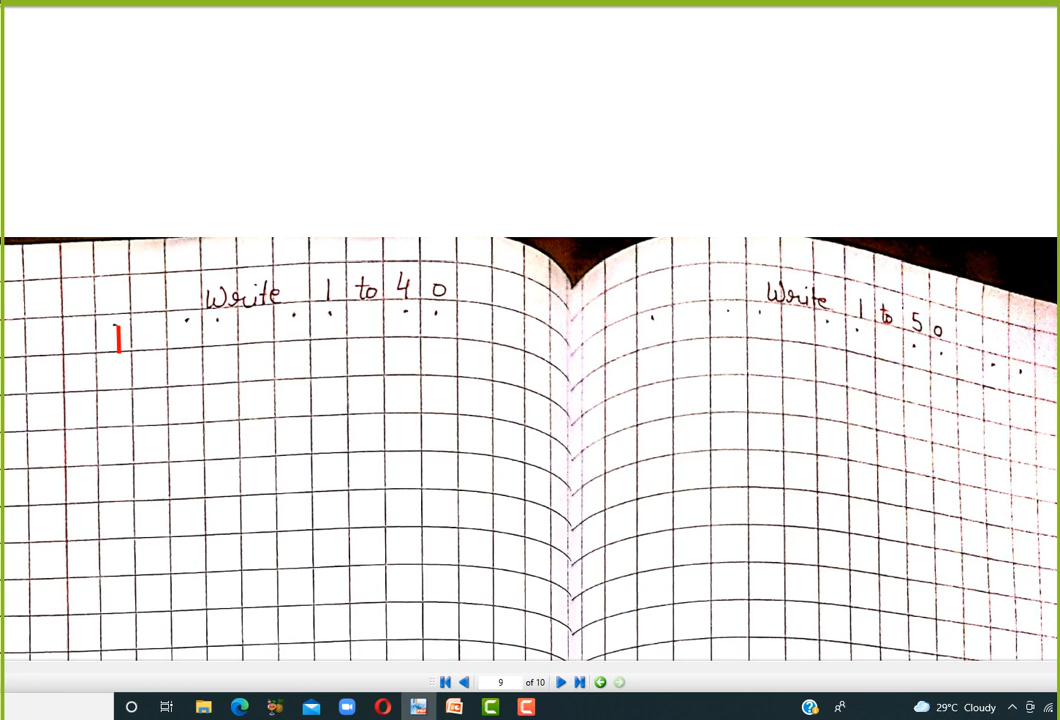 Write 1 to 40
1
Write 1 to 50
9 of 10
29°C Cloudy